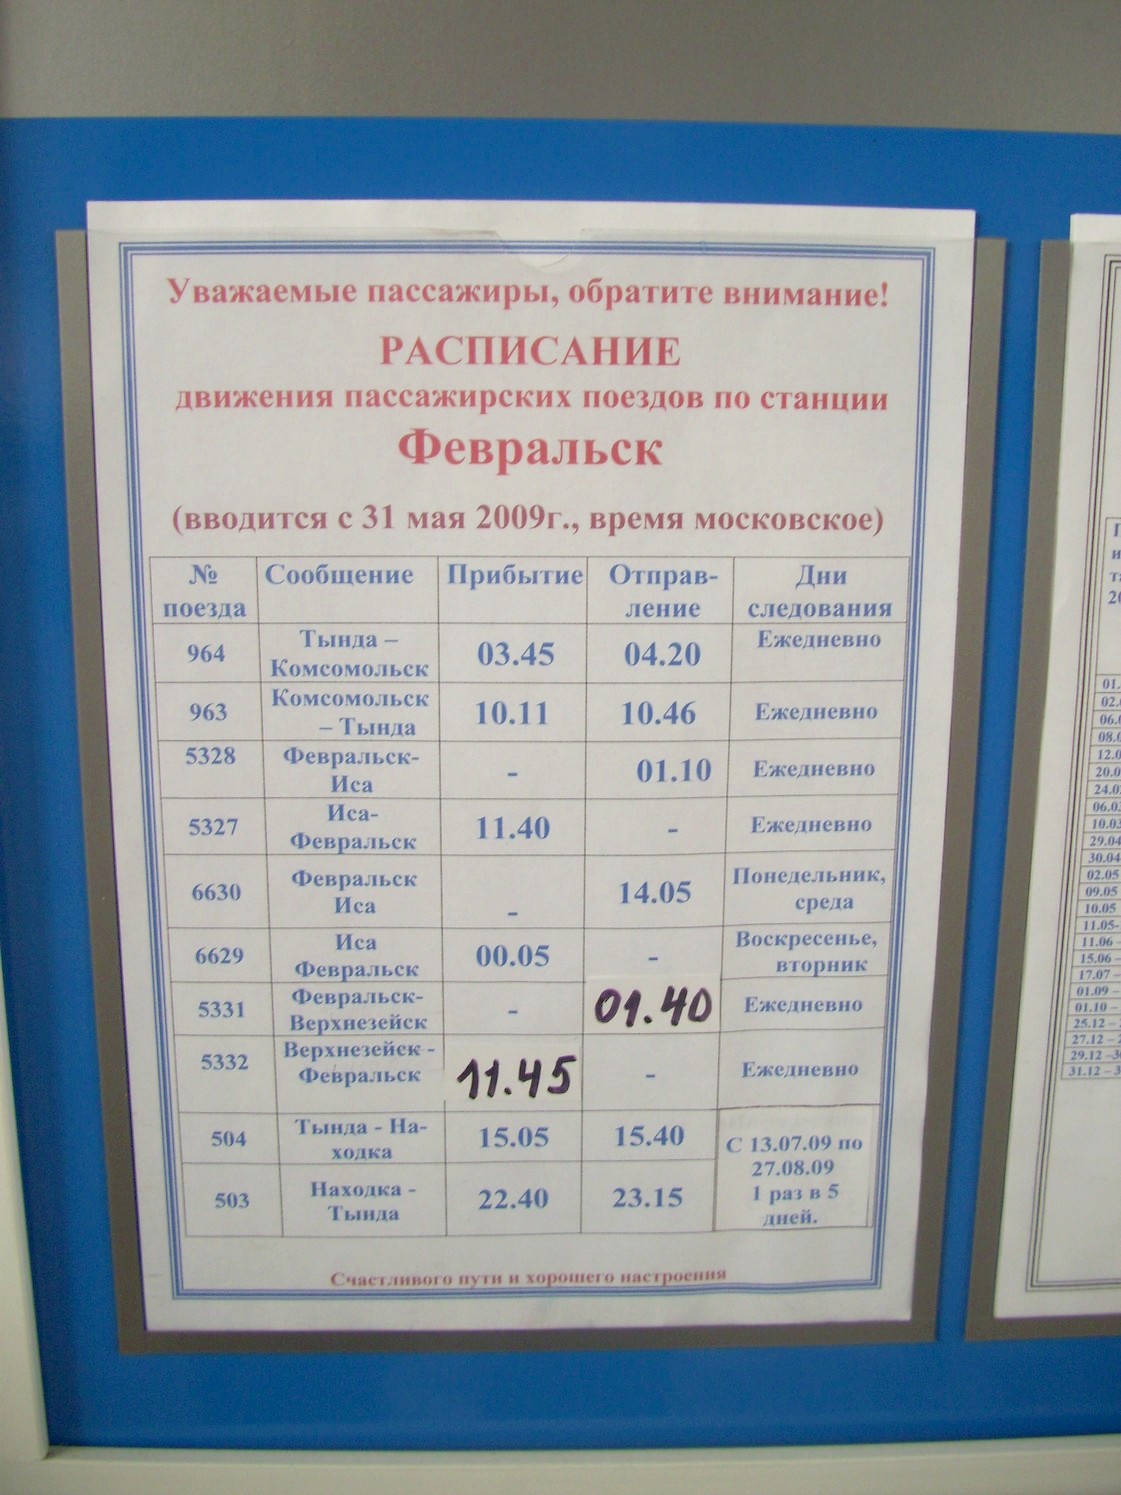 Уважаемые пассажиры, обратите внимание!
РАСПИСАНИЕ
движения пассажирских поездов по станции
Февральск
(вводится с 31 мая 2009г., время московское)
№ поезда Сообщение Прибытие Отправ-ление Дни следования
964 Тында – Комсомольск 03.45 04.20 Ежедневно
963 Комсомольск – Тында 10.11 10.46 Ежедневно
5328 Февральск-Иса - 01.10 Ежедневно
5327 Иса-Февральск 11.40 - Ежедневно
6630 Февральск Иса - 14.05 Понедельник, среда
6629 Иса Февральск 00.05 - Воскресенье, вторник
5331 Февральск-Верхнезейск - 01.40 Ежедневно
5332 Верхнезейск - Февральск 11.45 - Ежедневно
504 Тында - На-ходка 15.05 15.40 С 13.07.09 по 27.08.09 1 раз в 5 дней.
503 Находка - Тында 22.40 23.15
Счастливого пути и хорошего настроения